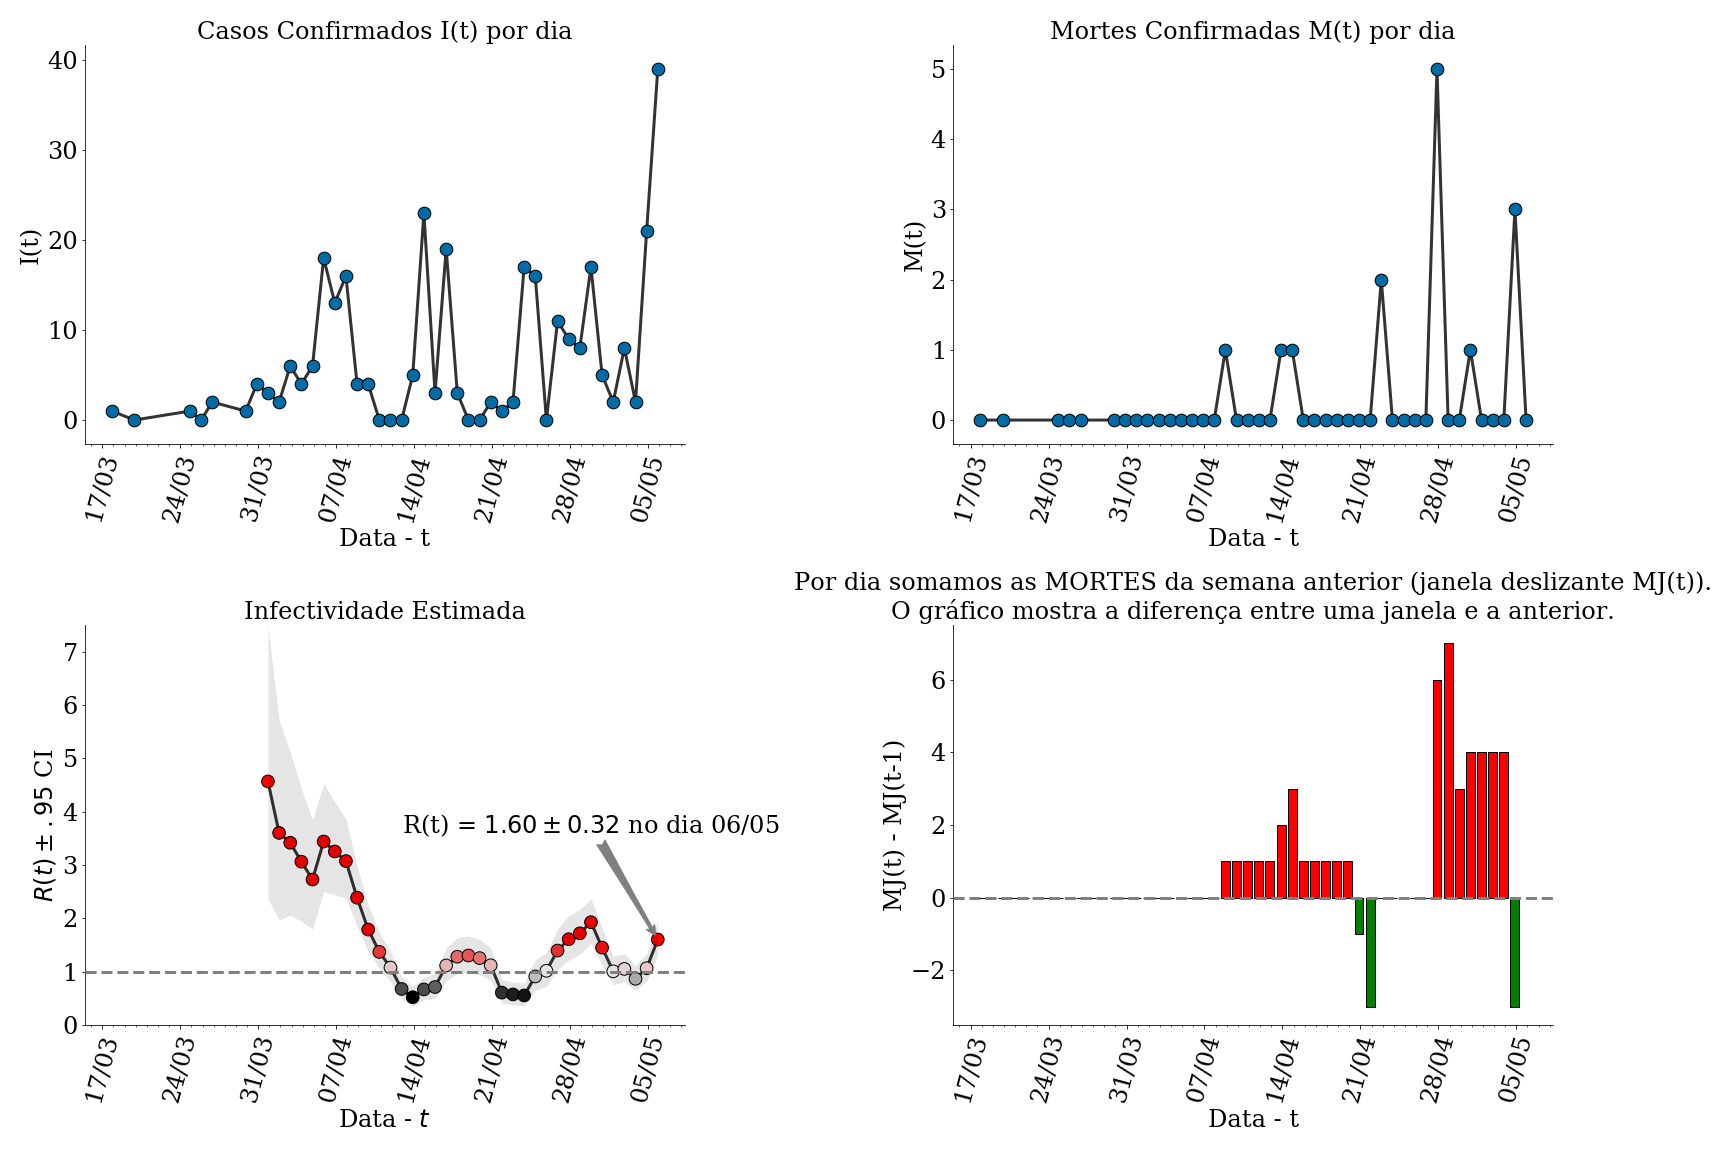 Casos Confirmados I(t) por dia
I(t)
40
30
20
10
0
17/03 24/03 31/03 07/04 14/04 21/04 28/04 05/05
Data - t
Mortes Confirmadas M(t) por dia
M(t)
5
4
3
2
1
0
17/03 24/03 31/03 07/04 14/04 21/04 28/04 05/05
Data - t
Infectividade Estimada
R(t) ± .95 CI
7
6
5
4
3
2
1
0
R(t) = 1.60 ± 0.32 no dia 06/05
17/03 24/03 31/03 07/04 14/04 21/04 28/04 05/05
Data - t
Por dia somamos as MORTES da semana anterior (janela deslizante MJ(t)).
O gráfico mostra a diferença entre uma janela e a anterior.
MJ(t) - MJ(t-1)
6
4
2
0
−2
17/03 24/03 31/03 07/04 14/04 21/04 28/04 05/05
Data - t